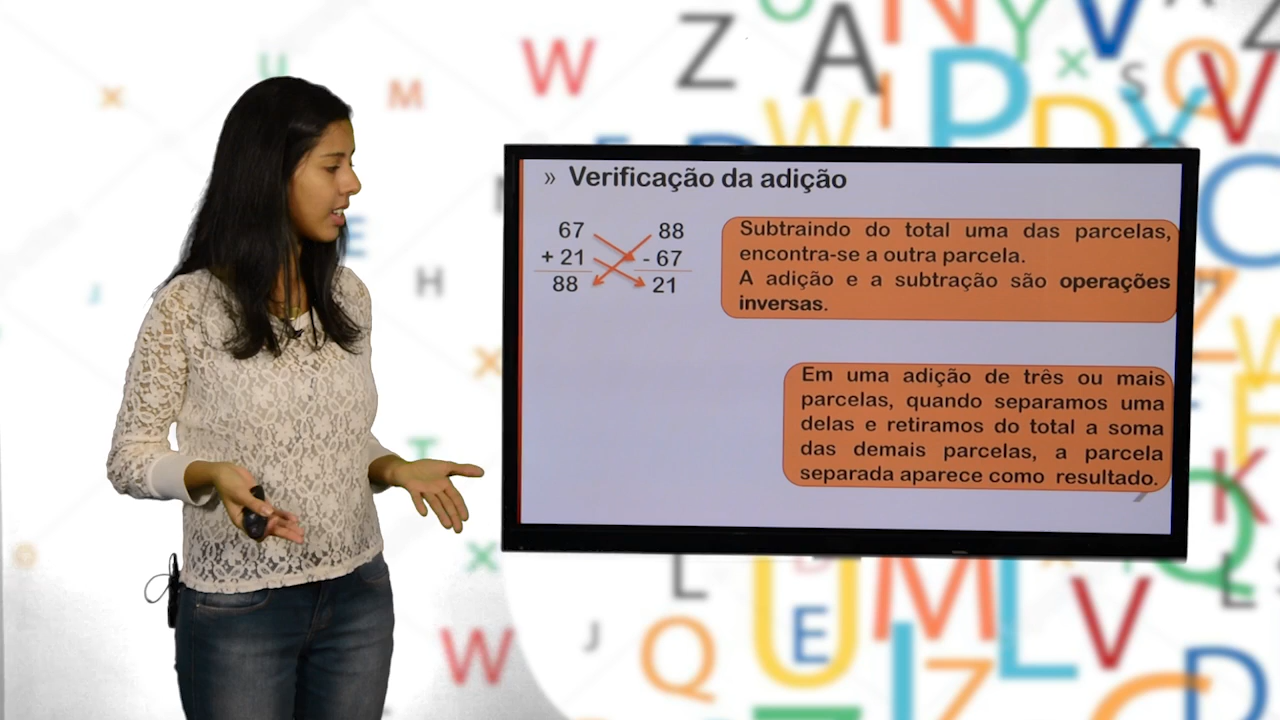 » Verificação da adição
67
+ 21
88
88
- 67
21
Subtraindo do total uma das parcelas,
encontra-se a outra parcela.
A adição e a subtração são operações
inversas.
Em uma adição de três ou mais
parcelas, quando separamos uma
delas e retiramos do total a soma
das demais parcelas, a parcela
separada aparece como resultado.